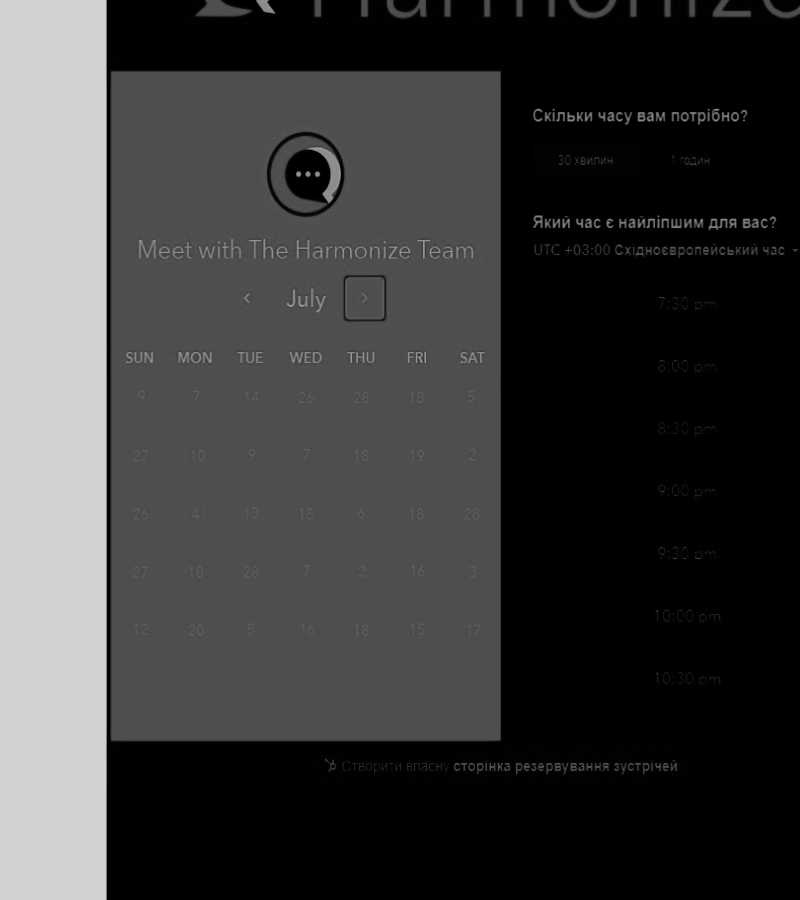 Harmonize
Meet with The Harmonize Team
‹ July ›
SUN MON TUE WED THU FRI SAT
9 7 14 26 28 18 5
27 10 9 7 18 19 2
26 4 13 18 6 18 28
27 18 28 7 2 16 3
12 20 5 16 18 15 17
Скільки часу вам потрібно?
30 хвилин 1 годин
Який час є найліпшим для вас?
UTC +03:00 Східноєвропейський час
7:30 pm
8:00 pm
8:30 pm
9:00 pm
9:30 pm
10:00 pm
10:30 pm
Створити власну сторінка резервування зустрічей